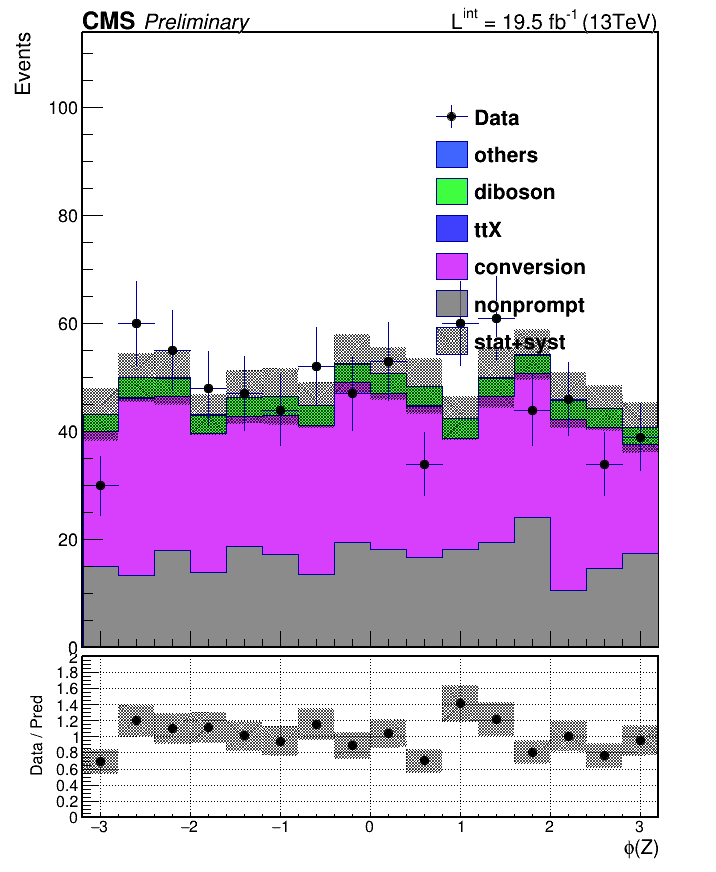 CMS Preliminary
L^int = 19.5 fb^-1 (13TeV)
Events
100
80
60
40
20
0
Data
others
diboson
ttX
conversion
nonprompt
stat+syst
Data / Pred
2
1.8
1.6
1.4
1.2
1
0.8
0.6
0.4
0.2
0
−3
−2
−1
0
1
2
3
ϕ(Z)